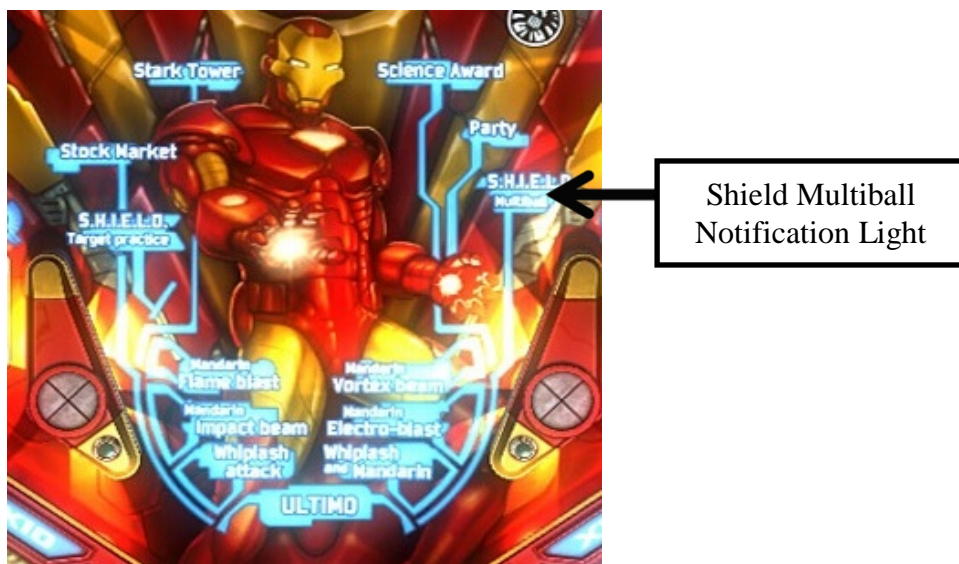 Stark Tower
Science Award
Party
Stock Market
S.H.I.E.L.D.
Multiball
S.H.I.E.L.D.
Target practice
Shield Multiball
Notification Light
Mandarin
Flame blast
Mandarin
Vortex beam
Mandarin
Impact beam
Mandarin
Electro-blast
Whiplash
attack
Whiplash
and Mandarin
ULTIMO